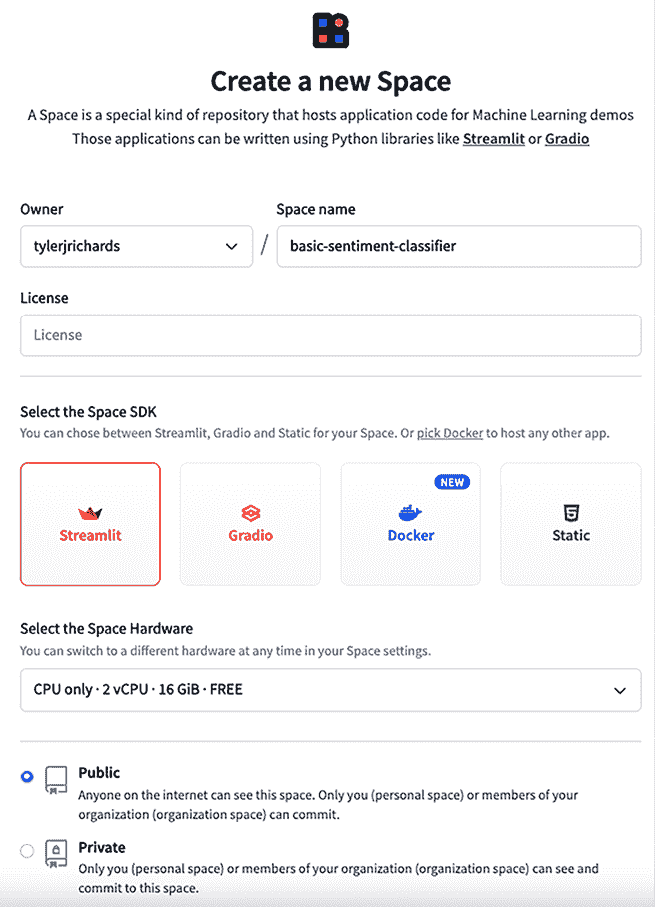 Create a new Space
A Space is a special kind of repository that hosts application code for Machine Learning demos
Those applications can be written using Python libraries like Streamlit or Gradio
Owner
Space name
tylerjrichards
/
basic-sentiment-classifier
License
License
Select the Space SDK
You can chose between Streamlit, Gradio and Static for your Space. Or pick Docker to host any other app.
Streamlit
Gradio
NEW
Docker
Static
Select the Space Hardware
You can switch to a different hardware at any time in your Space settings.
CPU only · 2 vCPU · 16 GiB · FREE
Public
Anyone on the internet can see this space. Only you (personal space) or members of your
organization (organization space) can commit.
Private
Only you (personal space) or members of your organization (organization space) can see and
commit to this space.